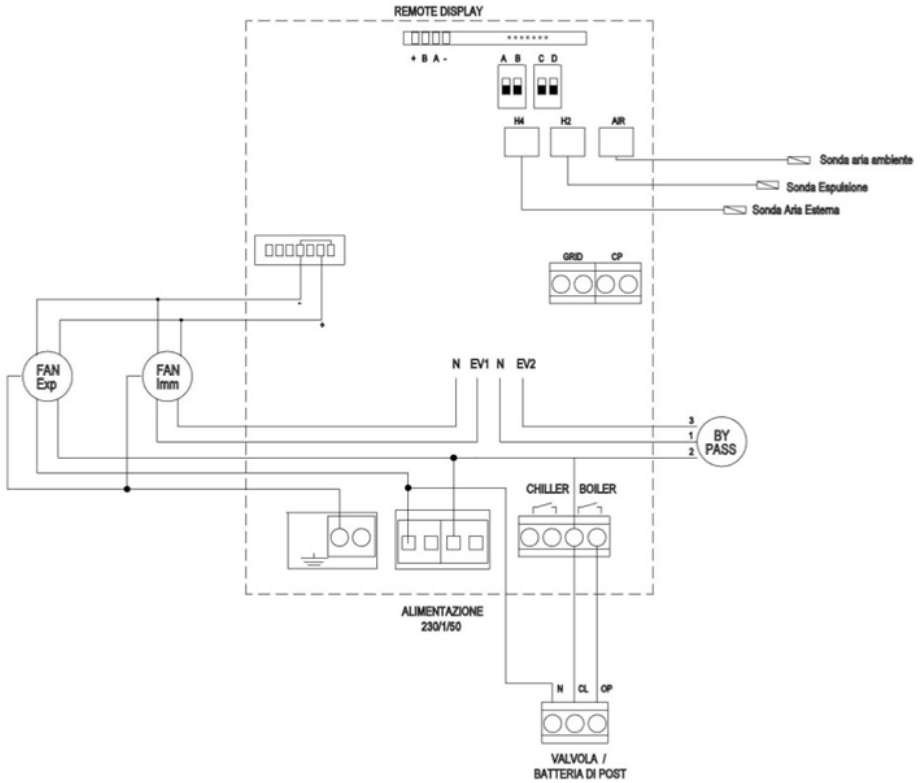 REMOTE DISPLAY
*******
+ B A -
A B C D
H4 H2 AIR
Sonda aria ambiente
Sonda Espulsione
Sonda Aria Esterna
GRID CP
-
+
FAN
Exp
FAN
Imm
N EV1 N EV2
3
1
2
BY
PASS
CHILLER BOILER
ALIMENTAZIONE
230/1/50
N CL OP
VALVOLA /
BATTERIA DI POST